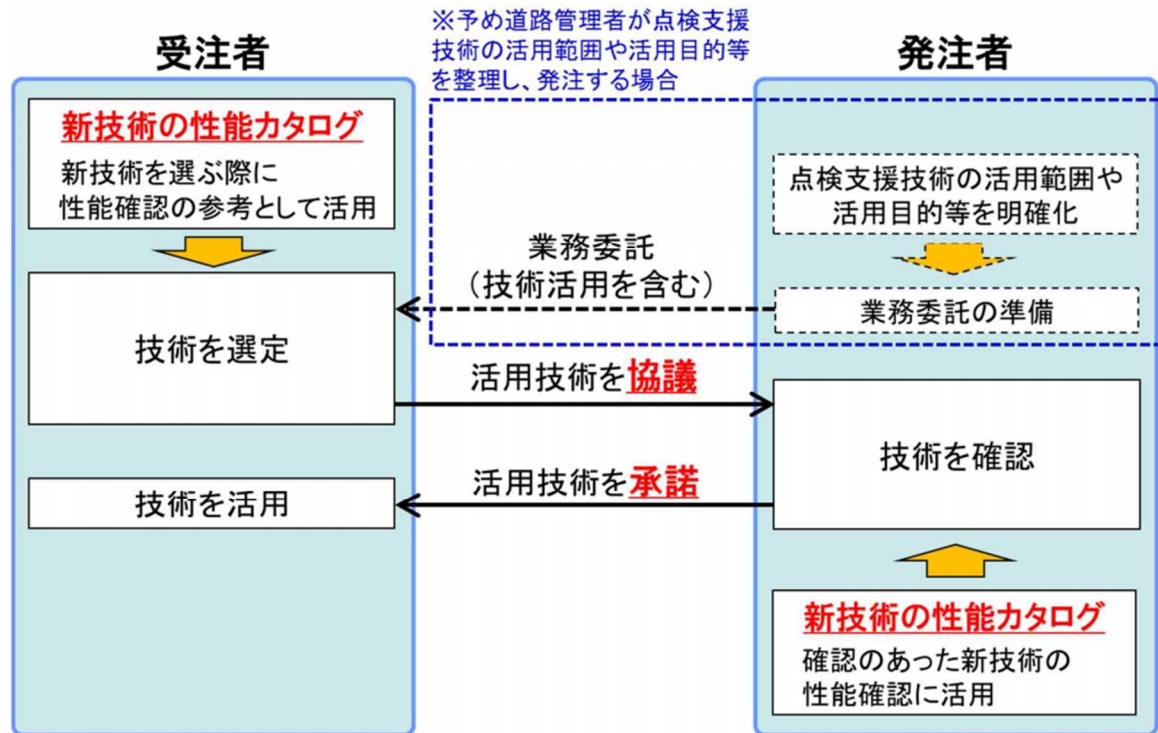 ※予め道路管理者が点検支援
技術の活用範囲や活用目的等
を整理し、発注する場合
受注者
発注者
新技術の性能カタログ
新技術を選ぶ際に
性能確認の参考として活用
点検支援技術の活用範囲や
活用目的等を明確化
業務委託
（技術活用を含む）
業務委託の準備
技術を選定
活用技術を協議
技術を確認
活用技術を承諾
技術を活用
新技術の性能カタログ
確認のあった新技術の
性能確認に活用